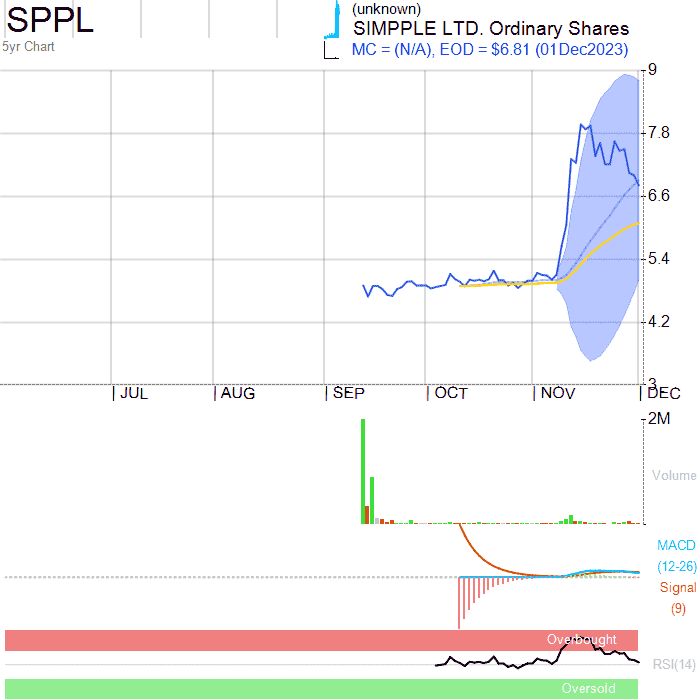 SPPL
(unknown)
SIMPPLE LTD. Ordinary Shares
5yr Chart
MC = (N/A), EOD = $6.81 (01Dec2023)
9
7.8
6.6
5.4
4.2
3
JUL AUG SEP OCT NOV DEC
2M
Volume
MACD
(12-26)
Signal
(9)
Overbought
RSI(14)
Oversold